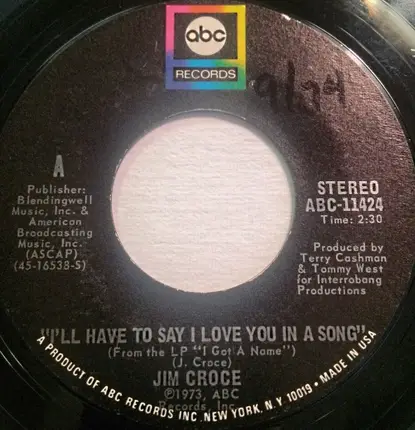 abc
RECORDS
9/74
A
Publisher:
Blendingwell
Music, Inc. &
American
Broadcasting
Music, Inc.
(ASCAP)
(45-16538-S)
STEREO
ABC-11424
Time: 2:30
Produced by
Terry Cashman
& Tommy West
for Interrobang
Productions
"I'LL HAVE TO SAY I LOVE YOU IN A SONG"
(From the LP "I Got A Name")
(J. Croce)
JIM CROCE
©1973, ABC
Records, Inc.
A PRODUCT OF ABC RECORDS INC. NEW YORK, N.Y. 10019 • MADE IN USA